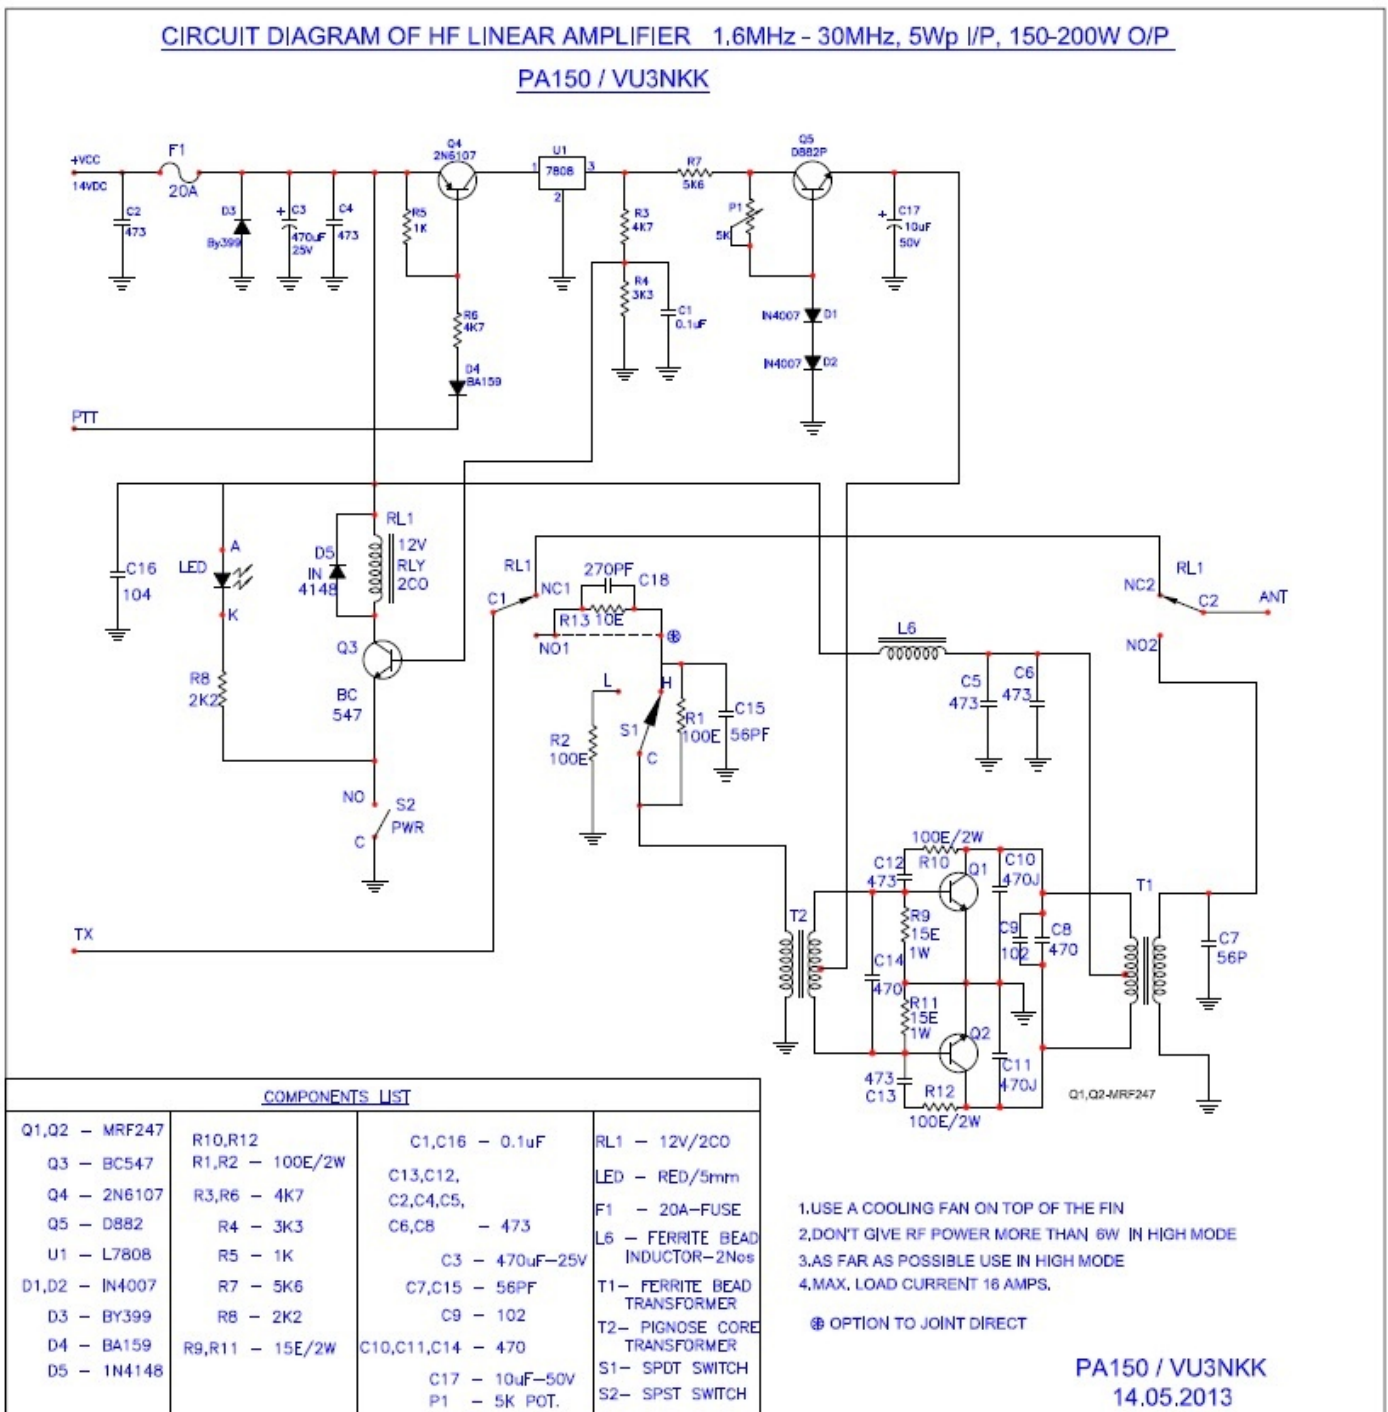 CIRCUIT DIAGRAM OF HF LINEAR AMPLIFIER 1.6MHz - 30MHz, 5Wp I/P, 150-200W O/P
PA150 / VU3NKK
+VCC
14VDC
F1
20A
C2
473
D3
By399
+
C3
470uF
25V
C4
473
R5
1K
Q4
2N6107
R6
4K7
D4
BA159
U1
7808
1
2
3
R3
4K7
R4
3K3
C1
0.1uF
R7
5K6
P1
5K
Q5
D882P
IN4007
D1
IN4007
D2
+
C17
10uF
50V
PTT
C16
104
LED
A
K
R8
2K2
D5
IN
4148
RL1
12V
RLY
2CO
Q3
BC
547
NO
S2
PWR
C
TX
RL1
C1
NC1
NO1
270PF
C18
R13
10E
⊛
L
H
S1
C
R2
100E
R1
100E
C15
56PF
L6
C5
473
C6
473
RL1
NC2
C2
ANT
NO2
T2
C12
473
100E/2W
R10
Q1
C10
470J
R9
15E
1W
C14
470
R11
15E
1W
C9
102
C8
470
Q2
C11
470J
473
C13
R12
100E/2W
T1
C7
56P
Q1,Q2-MRF247
COMPONENTS LIST
Q1,Q2 – MRF247
Q3 – BC547
Q4 – 2N6107
Q5 – D882
U1 – L7808
D1,D2 – IN4007
D3 – BY399
D4 – BA159
D5 – 1N4148
R10,R12
R1,R2 – 100E/2W
R3,R6 – 4K7
R4 – 3K3
R5 – 1K
R7 – 5K6
R8 – 2K2
R9,R11 – 15E/2W
C1,C16 – 0.1uF
C13,C12,
C2,C4,C5,
C6,C8 – 473
C3 – 470uF–25V
C7,C15 – 56PF
C9 – 102
C10,C11,C14 – 470
C17 – 10uF–50V
P1 – 5K POT.
RL1 – 12V/2CO
LED – RED/5mm
F1 – 20A–FUSE
L6 – FERRITE BEAD
INDUCTOR–2Nos
T1– FERRITE BEAD
TRANSFORMER
T2– PIGNOSE CORE
TRANSFORMER
S1– SPDT SWITCH
S2– SPST SWITCH
1.USE A COOLING FAN ON TOP OF THE FIN
2.DON'T GIVE RF POWER MORE THAN 6W IN HIGH MODE
3.AS FAR AS POSSIBLE USE IN HIGH MODE
4.MAX. LOAD CURRENT 16 AMPS.
⊛ OPTION TO JOINT DIRECT
PA150 / VU3NKK
14.05.2013